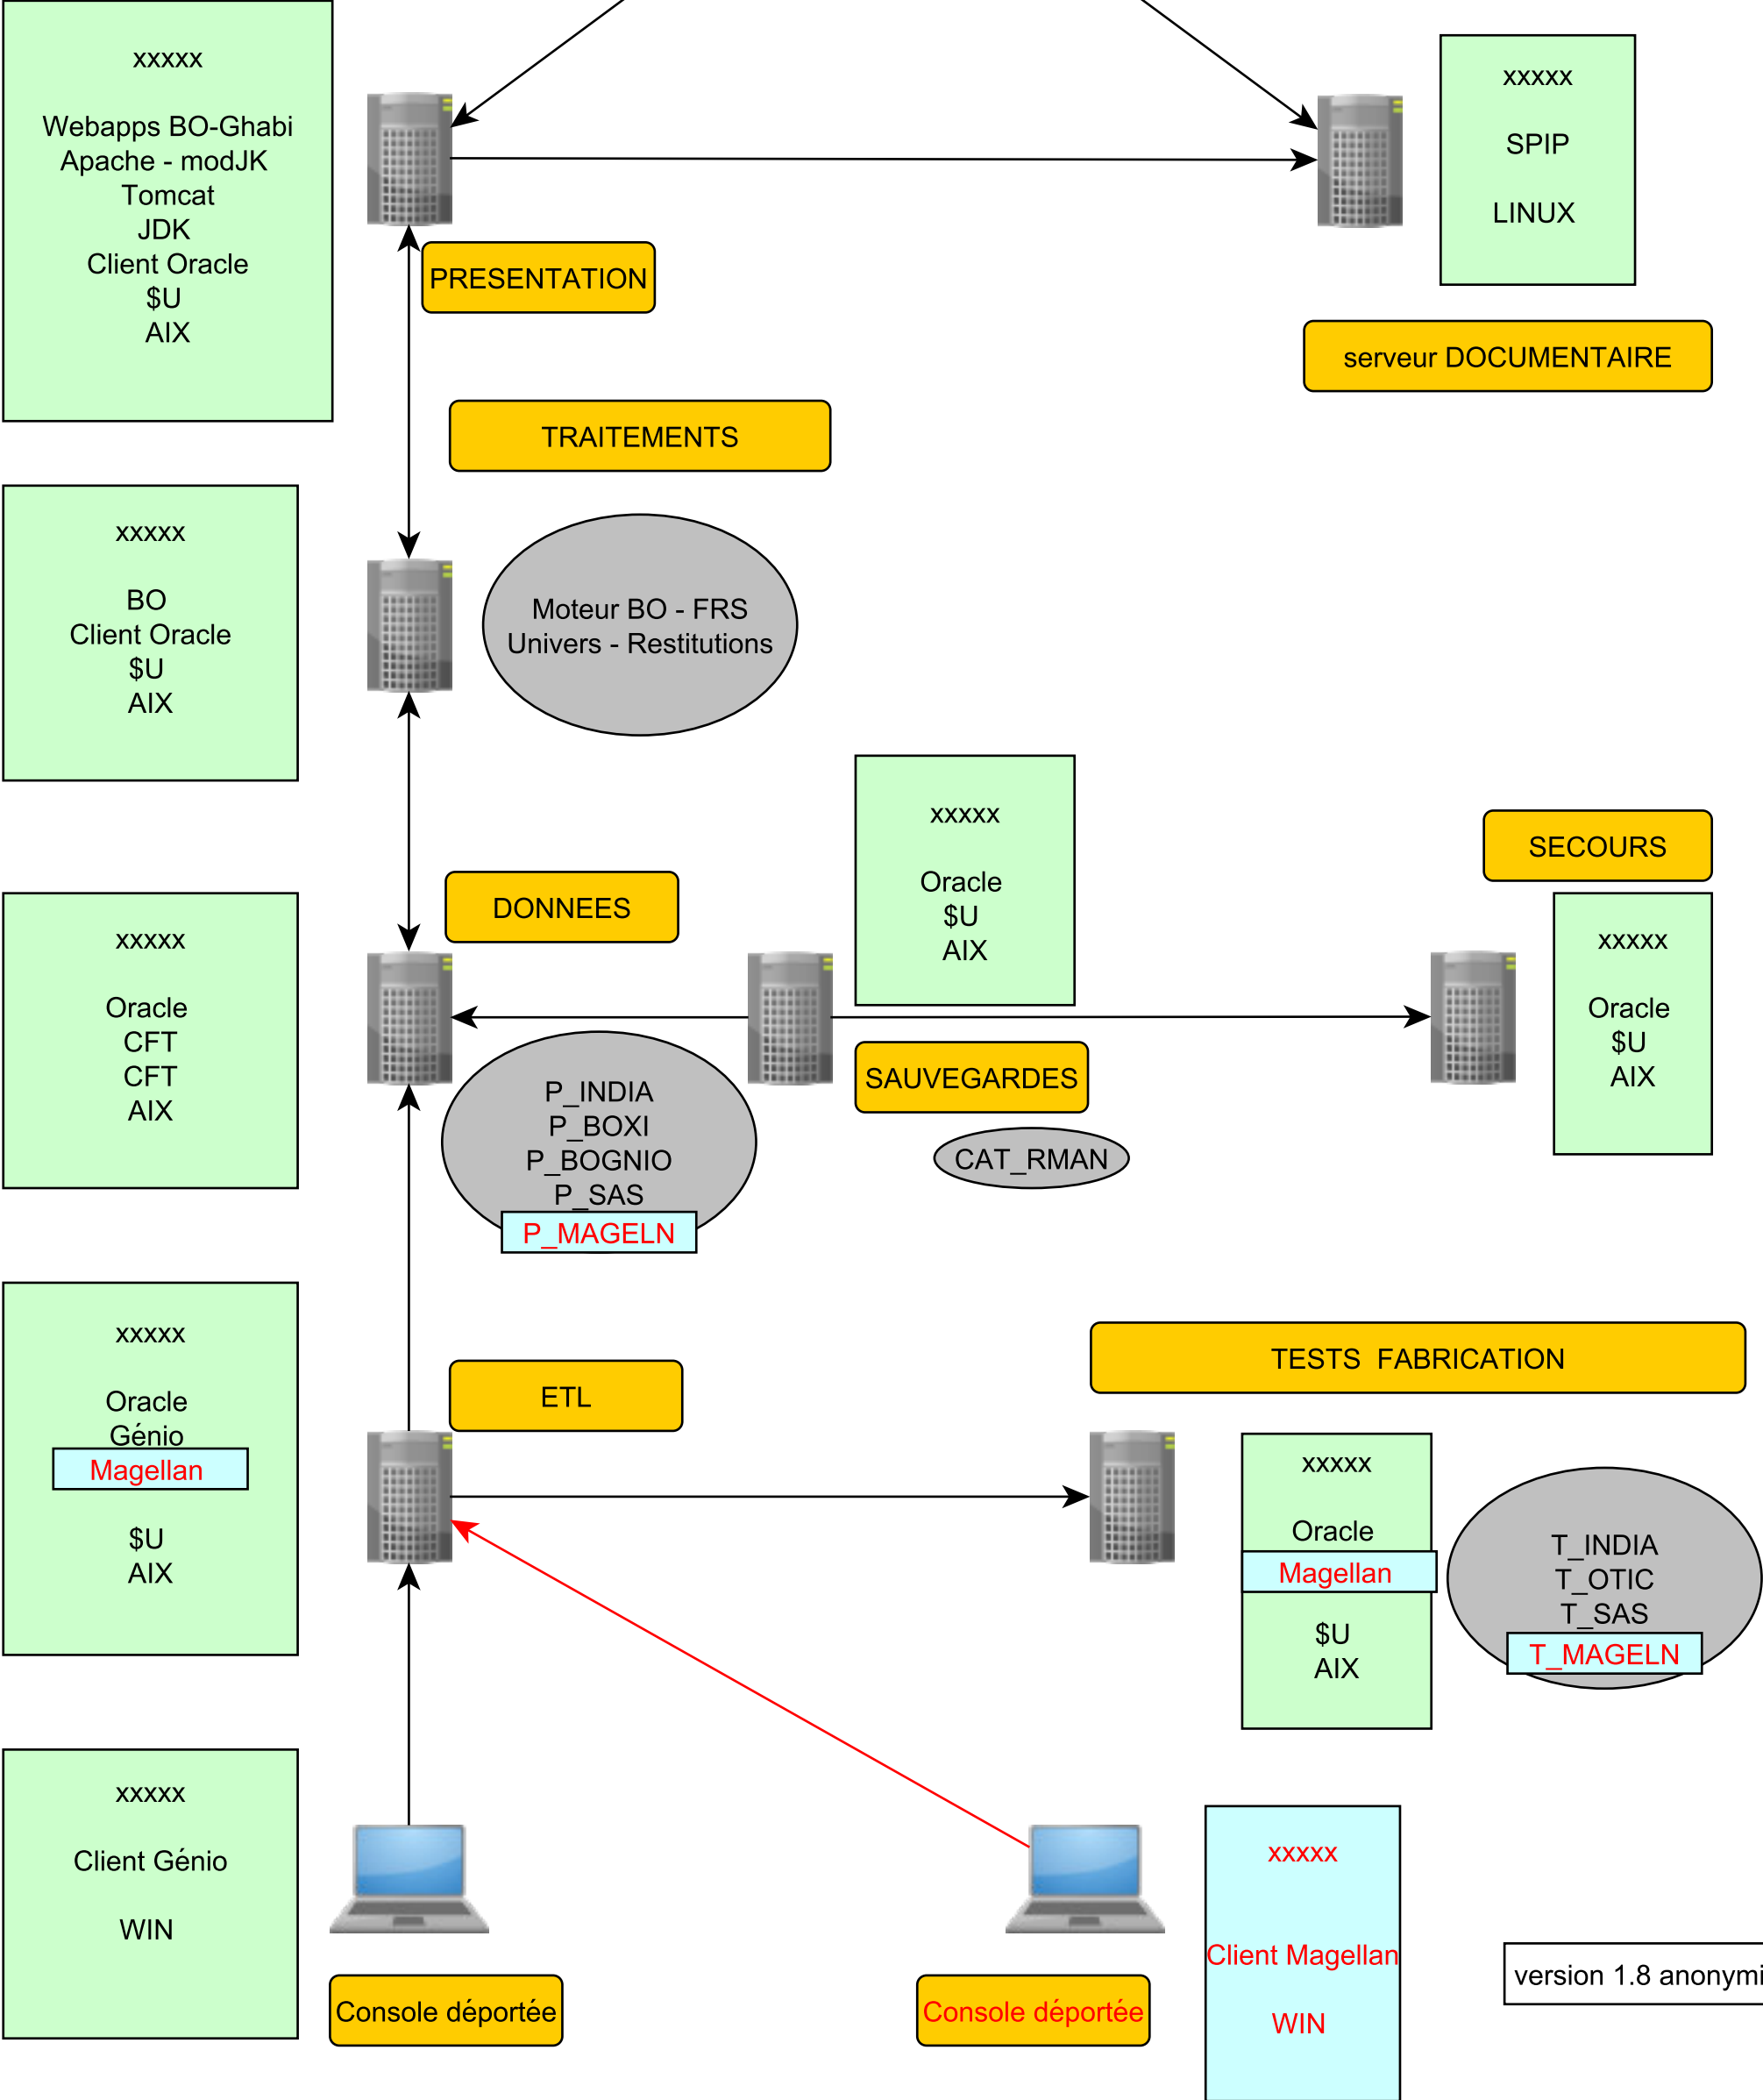 xxxxx
Webapps BO-Ghabi
Apache - modJK
Tomcat
JDK
Client Oracle
$U
AIX
PRESENTATION
xxxxx
SPIP
LINUX
serveur DOCUMENTAIRE
TRAITEMENTS
xxxxx
BO
Client Oracle
$U
AIX
Moteur BO - FRS
Univers - Restitutions
xxxxx
Oracle
$U
AIX
SECOURS
DONNEES
xxxxx
Oracle
CFT
CFT
AIX
xxxxx
Oracle
$U
AIX
SAUVEGARDES
P_INDIA
P_BOXI
P_BOGNIO
P_SAS
P_MAGELN
CAT_RMAN
xxxxx
Oracle
Génio
Magellan
$U
AIX
ETL
TESTS FABRICATION
xxxxx
Oracle
Magellan
$U
AIX
T_INDIA
T_OTIC
T_SAS
T_MAGELN
xxxxx
Client Génio
WIN
Console déportée
Console déportée
xxxxx
Client Magellan
WIN
version 1.8 anonymi